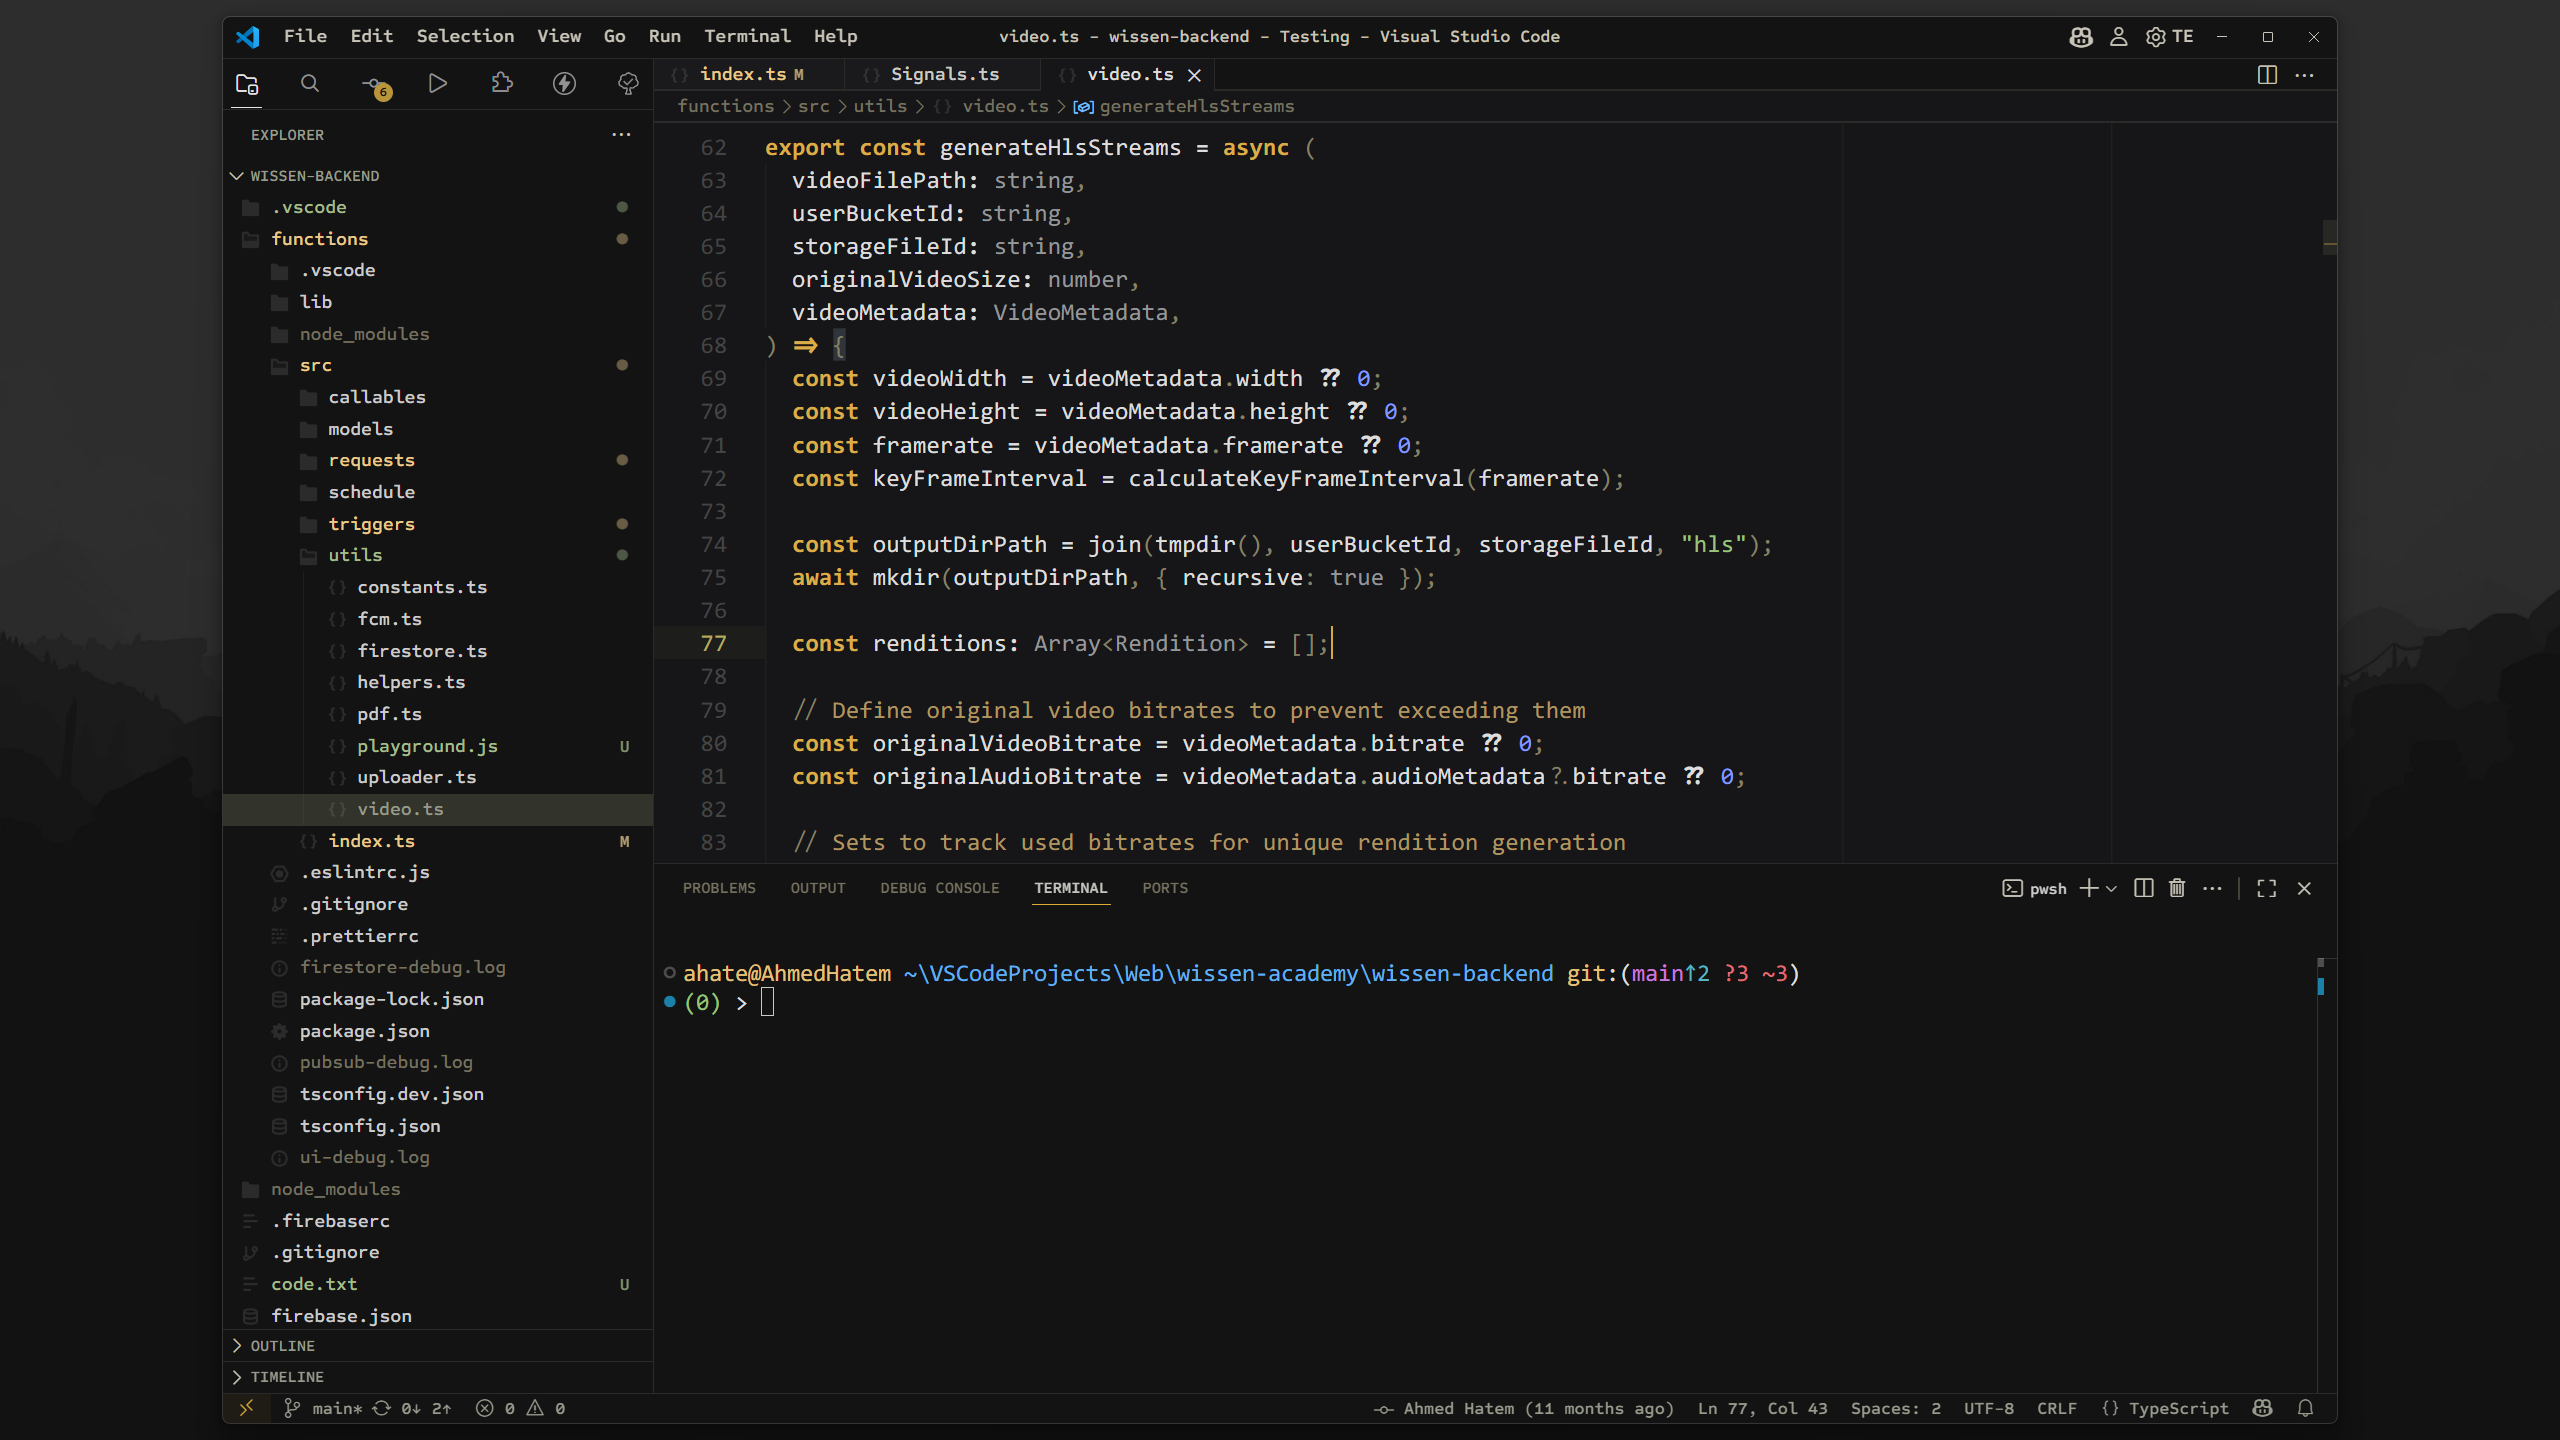 File Edit Selection View Go Run Terminal Help
video.ts - wissen-backend - Testing - Visual Studio Code
TE
6
index.ts M
Signals.ts
video.ts
functions > src > utils > {} video.ts > generateHlsStreams
EXPLORER
WISSEN-BACKEND
.vscode
functions
.vscode
lib
node_modules
src
callables
models
requests
schedule
triggers
utils
{} constants.ts
{} fcm.ts
{} firestore.ts
{} helpers.ts
{} pdf.ts
{} playground.js U
{} uploader.ts
{} video.ts
{} index.ts M
.eslintrc.js
.gitignore
.prettierrc
firestore-debug.log
package-lock.json
package.json
pubsub-debug.log
tsconfig.dev.json
tsconfig.json
ui-debug.log
node_modules
.firebaserc
.gitignore
code.txt U
firebase.json
OUTLINE
TIMELINE
62 export const generateHlsStreams = async (
63 videoFilePath: string,
64 userBucketId: string,
65 storageFileId: string,
66 originalVideoSize: number,
67 videoMetadata: VideoMetadata,
68 ) => {
69 const videoWidth = videoMetadata.width ?? 0;
70 const videoHeight = videoMetadata.height ?? 0;
71 const framerate = videoMetadata.framerate ?? 0;
72 const keyFrameInterval = calculateKeyFrameInterval(framerate);
73
74 const outputDirPath = join(tmpdir(), userBucketId, storageFileId, "hls");
75 await mkdir(outputDirPath, { recursive: true });
76
77 const renditions: Array<Rendition> = [];
78
79 // Define original video bitrates to prevent exceeding them
80 const originalVideoBitrate = videoMetadata.bitrate ?? 0;
81 const originalAudioBitrate = videoMetadata.audioMetadata?.bitrate ?? 0;
82
83 // Sets to track used bitrates for unique rendition generation
PROBLEMS OUTPUT DEBUG CONSOLE TERMINAL PORTS
pwsh
ahate@AhmedHatem ~\VSCodeProjects\Web\wissen-academy\wissen-backend git:(main↑2 ?3 ~3)
(0) >
main* 0↓ 2↑ 0 0
Ahmed Hatem (11 months ago) Ln 77, Col 43 Spaces: 2 UTF-8 CRLF {} TypeScript